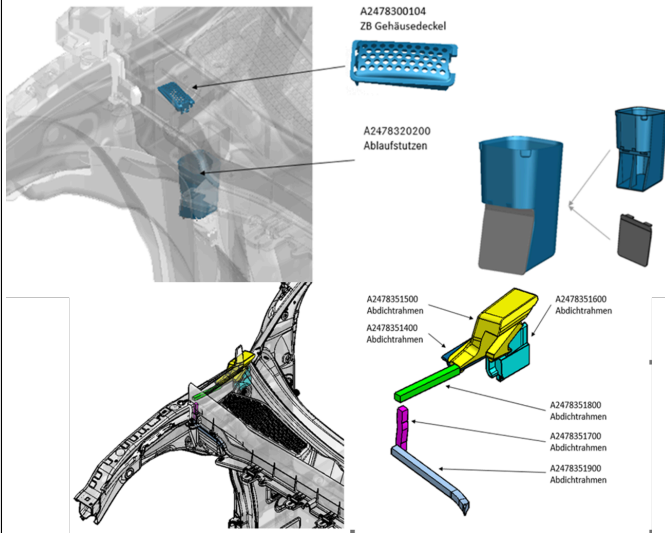 A2478300104
ZB Gehäusedeckel
A2478320200
Ablaufstutzen
A2478351500
Abdichtrahmen
A2478351400
Abdichtrahmen
A2478351600
Abdichtrahmen
A2478351800
Abdichtrahmen
A2478351700
Abdichtrahmen
A2478351900
Abdichtrahmen